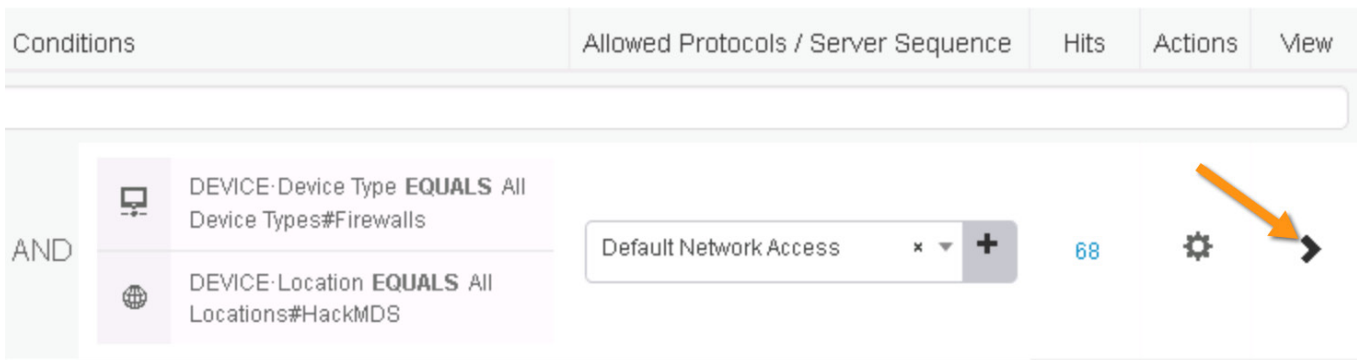 Conditions Allowed Protocols / Server Sequence Hits Actions View
DEVICE·Device Type EQUALS All
Device Types#Firewalls
AND Default Network Access × + 68
DEVICE·Location EQUALS All
Locations#HackMDS